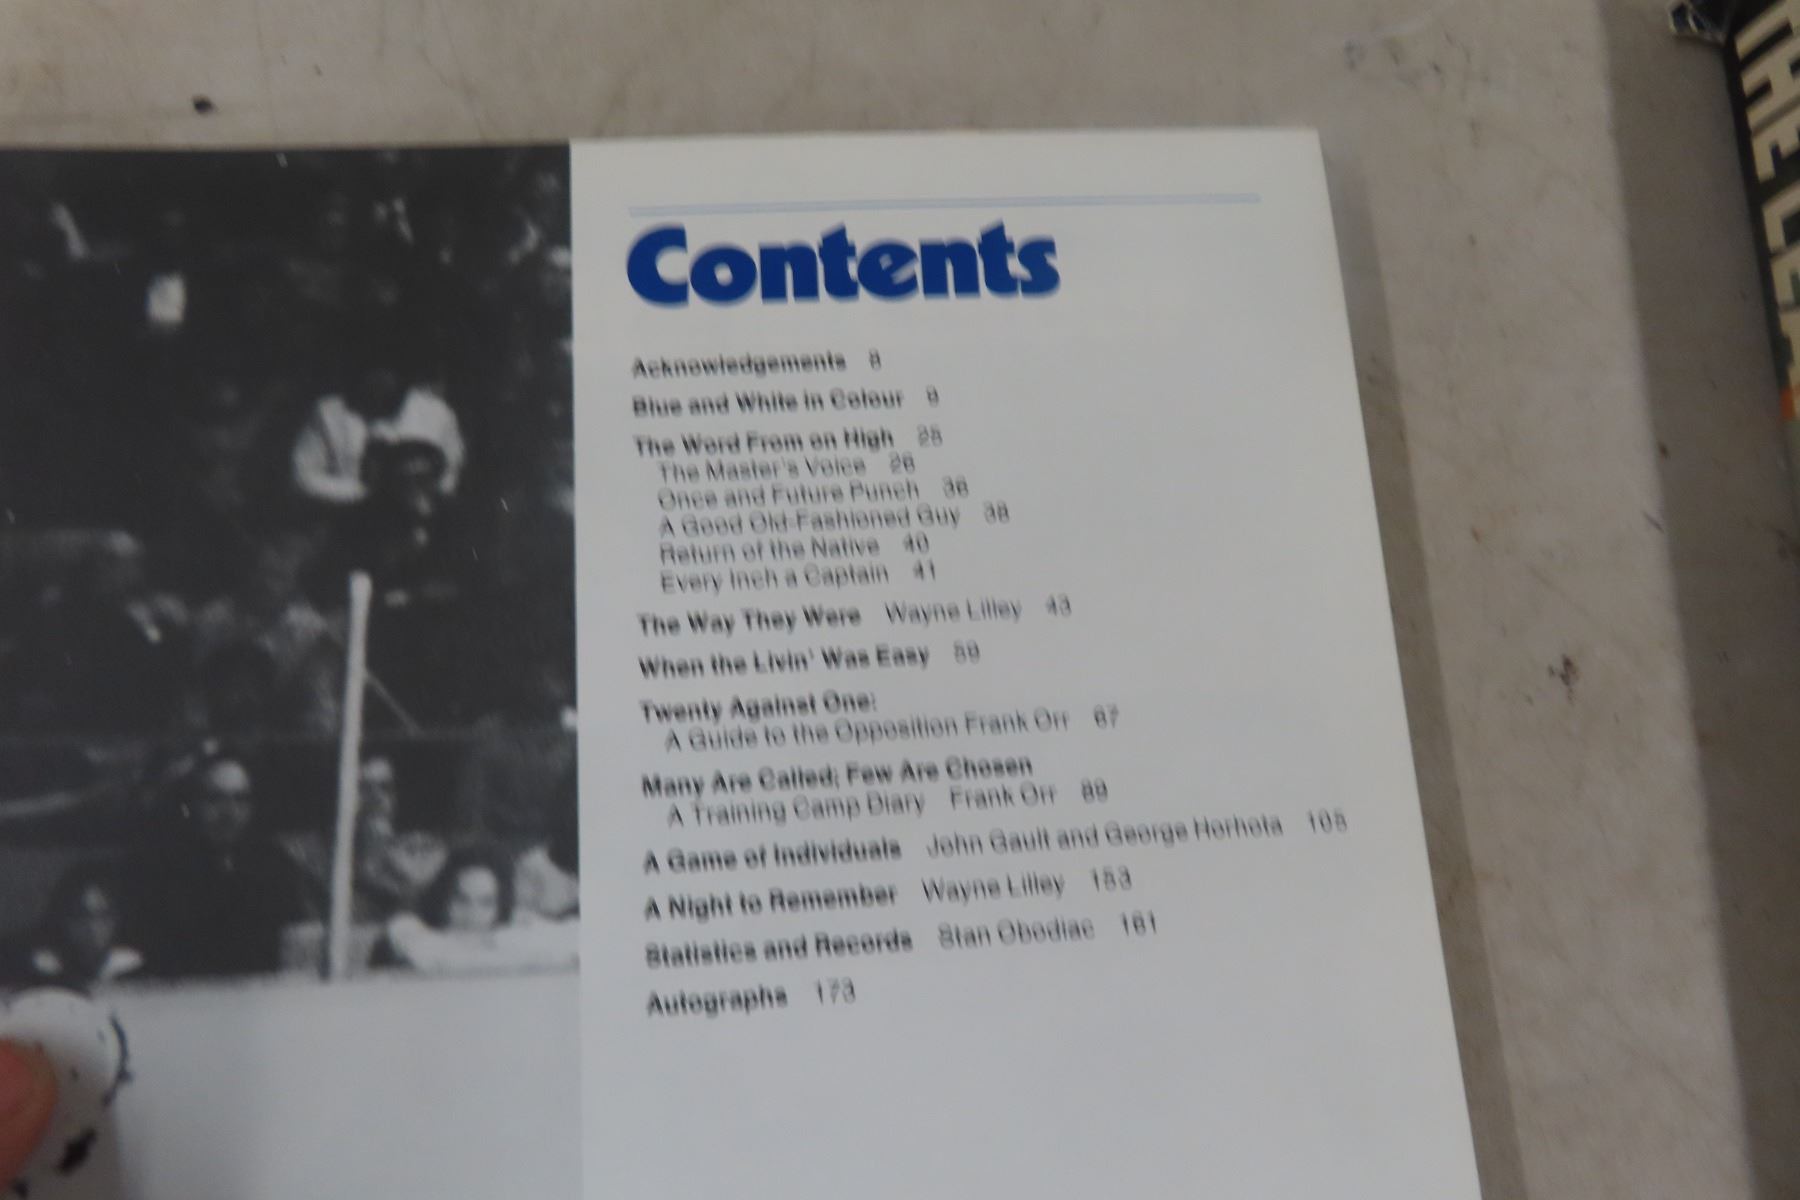 Contents
Acknowledgements 8
Blue and White in Colour 9
The Word From on High 25
The Master's Voice 26
Once and Future Punch 36
A Good Old-Fashioned Guy 38
Return of the Native 40
Every Inch a Captain 41
The Way They Were Wayne Lilley 43
When the Livin' Was Easy 59
Twenty Against One:
A Guide to the Opposition Frank Orr 67
Many Are Called; Few Are Chosen
A Training Camp Diary Frank Orr 89
A Game of Individuals John Gault and George Horhota 105
A Night to Remember Wayne Lilley 153
Statistics and Records Stan Obodiac 161
Autographs 173
THE LE